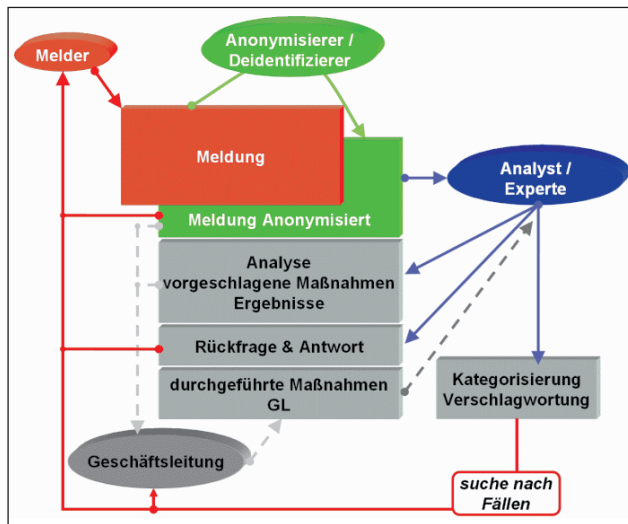 Anonymisierer /
Deidentifizierer
Melder
Meldung
Analyst /
Experte
Meldung Anonymisiert
Analyse
vorgeschlagene Maßnahmen
Ergebnisse
Rückfrage & Antwort
durchgeführte Maßnahmen
GL
Kategorisierung
Verschlagwortung
Geschäftsleitung
suche nach
Fällen